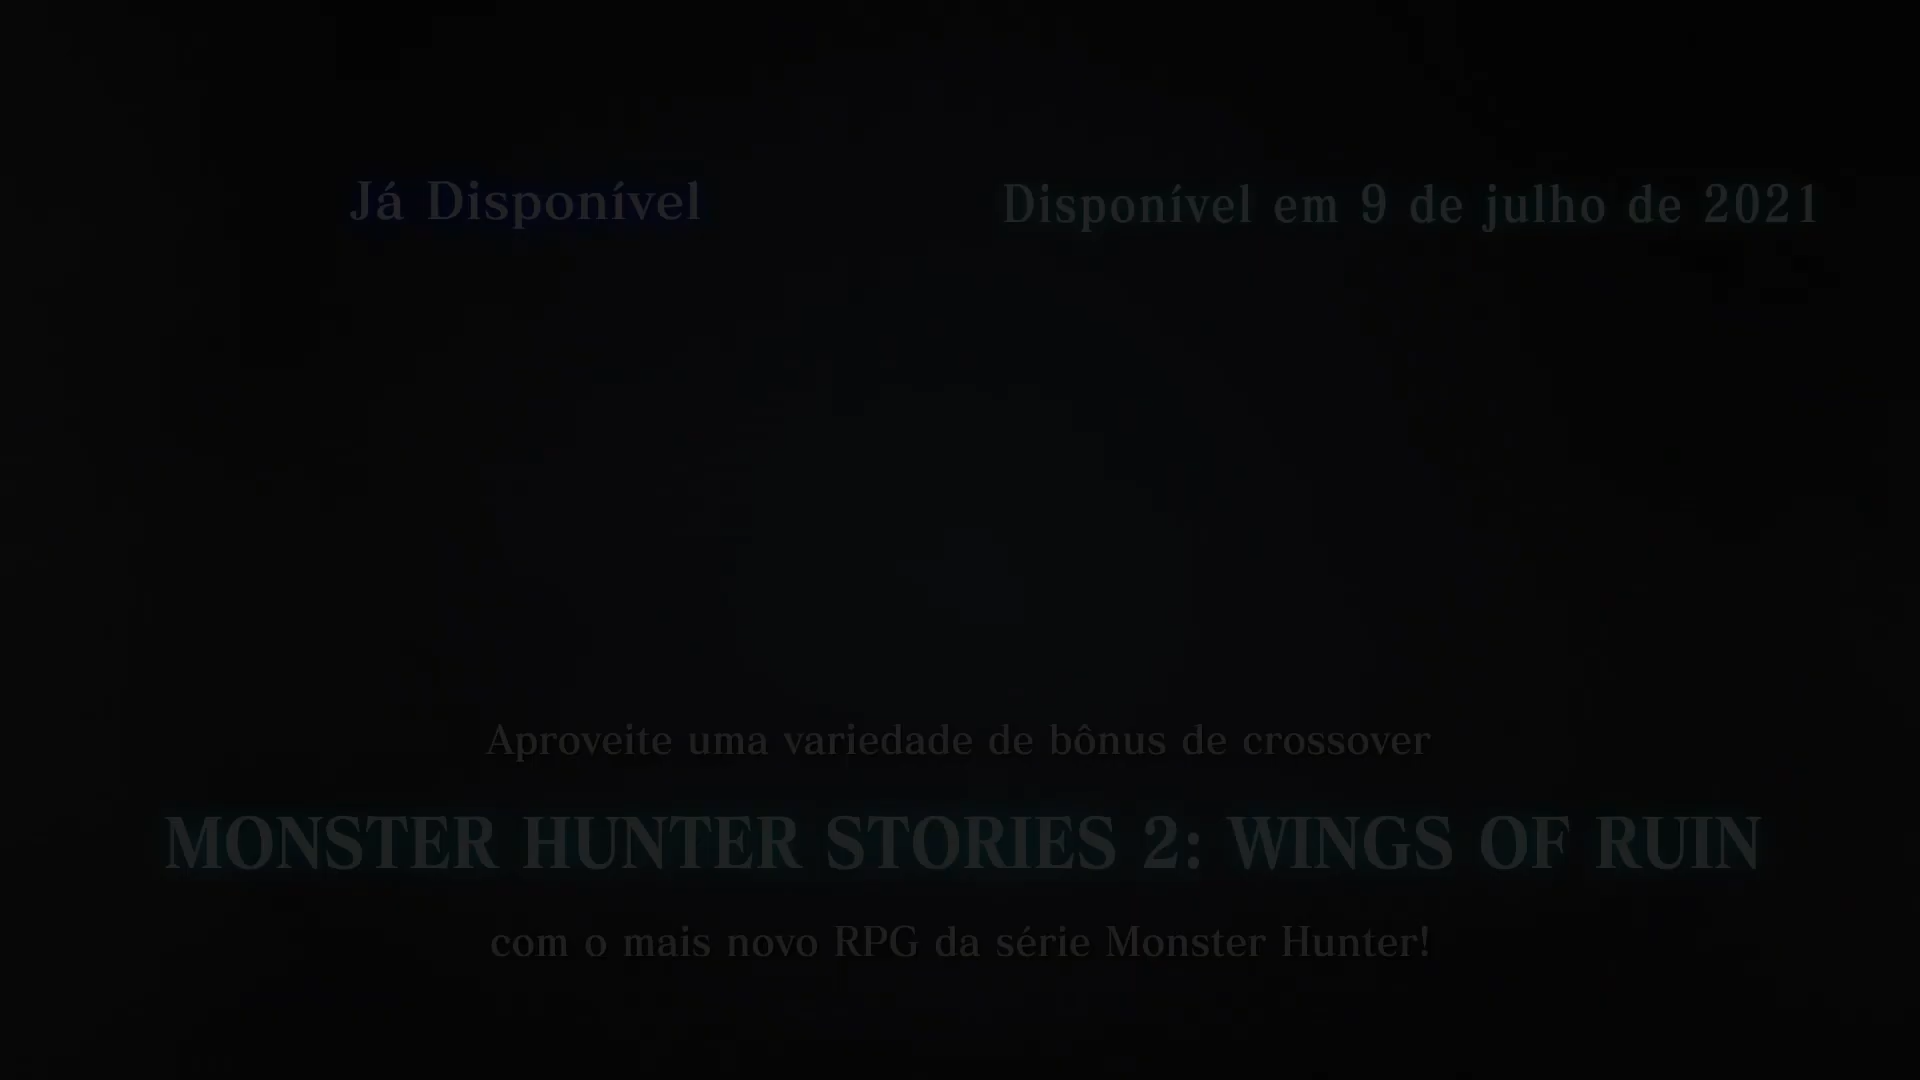 Já Disponível
Disponível em 9 de julho de 2021
Aproveite uma variedade de bônus de crossover
MONSTER HUNTER STORIES 2: WINGS OF RUIN
com o mais novo RPG da série Monster Hunter!